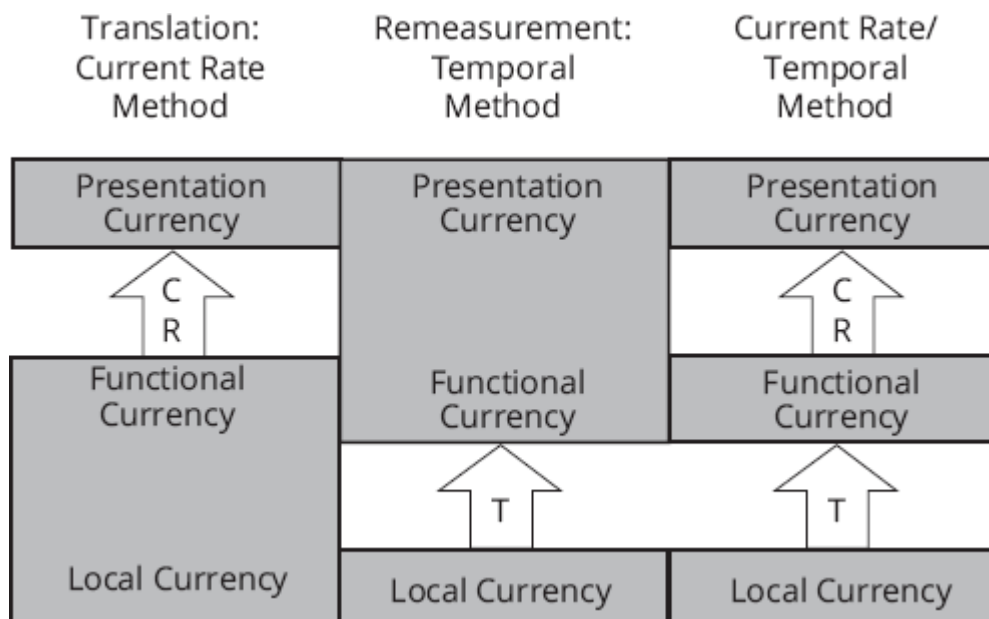 Translation:
Current Rate
Method
Remeasurement:
Temporal
Method
Current Rate/
Temporal
Method
Presentation
Currency
Presentation
Currency
Presentation
Currency
C
R
C
R
Functional
Currency
Functional
Currency
Functional
Currency
T
T
Local Currency
Local Currency
Local Currency